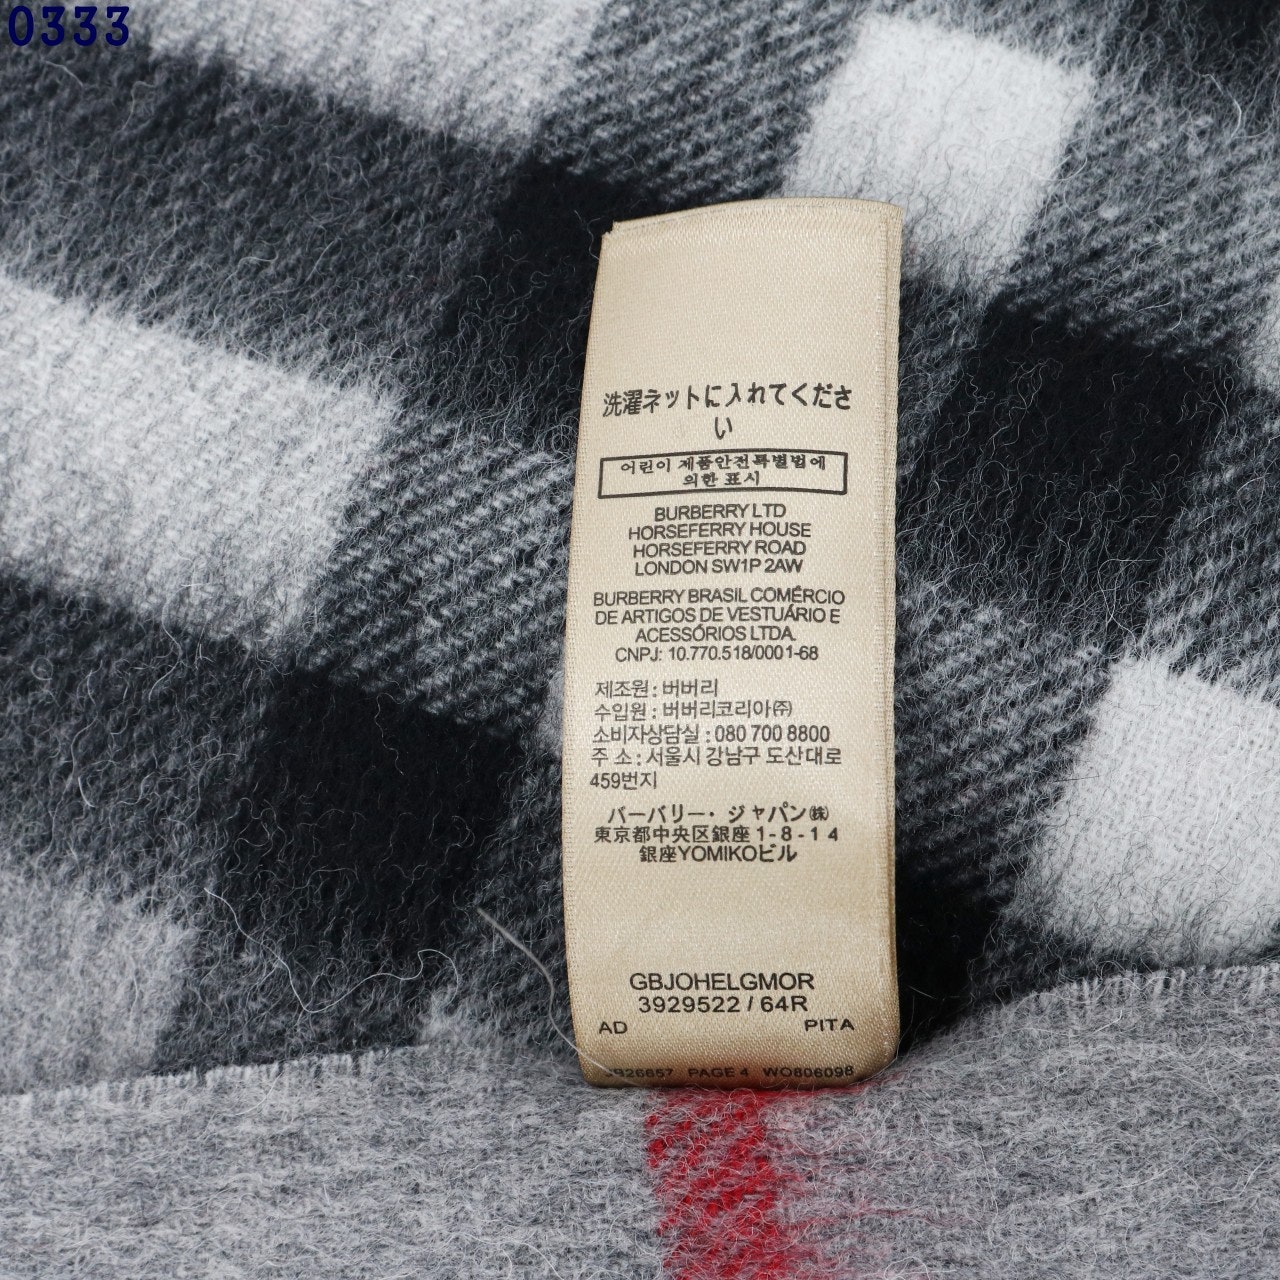 0333
洗濯ネットに入れてくださ
い
어린이 제품안전특별법에
의한 표시
BURBERRY LTD
HORSEFERRY HOUSE
HORSEFERRY ROAD
LONDON SW1P 2AW
BURBERRY BRASIL COMÉRCIO
DE ARTIGOS DE VESTUÁRIO E
ACESSÓRIOS LTDA.
CNPJ: 10.770.518/0001-68
제조원 : 버버리
수입원 : 버버리코리아㈜
소비자상담실 : 080 700 8800
주 소 : 서울시 강남구 도산대로
459번지
バーバリー・ジャパン㈱
東京都中央区銀座1-8-14
銀座YOMIKOビル
GBJOHELGMOR
3929522 / 64R
AD PITA
PAGE 4 WO806098